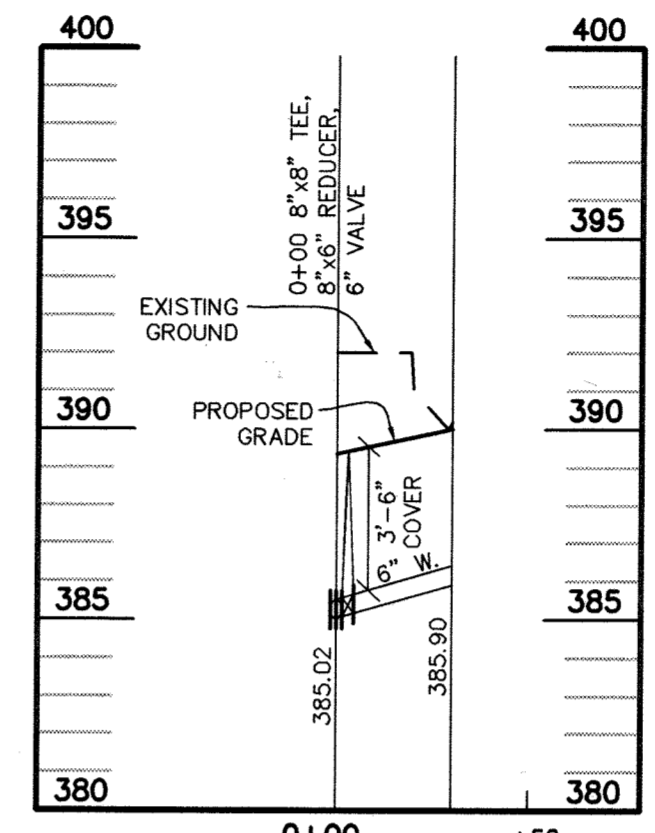 400
400
0+00 8"x8" TEE,
8"x6" REDUCER,
6" VALVE
395
395
EXISTING
GROUND
390
390
PROPOSED
GRADE
3'-6"
COVER
6" W.
385
385
385.02
385.90
380
380
0+00
+50